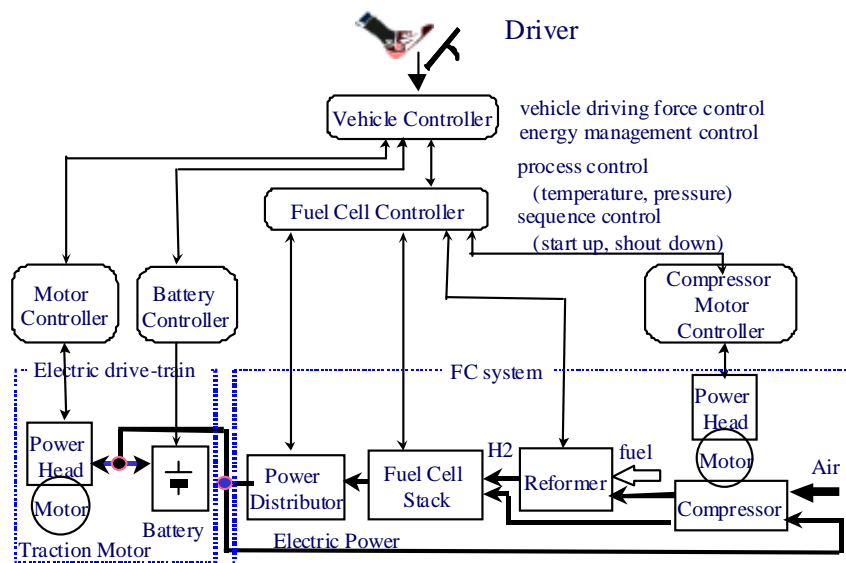 Driver
Vehicle Controller
vehicle driving force control
energy management control
process control
(temperature, pressure)
Fuel Cell Controller
sequence control
(start up, shout down)
Motor
Controller
Battery
Controller
Compressor
Motor
Controller
Electric drive-train
FC system
Power
Head
Motor
Traction Motor
Battery
Power
Distributor
Fuel Cell
Stack
H2
Reformer
fuel
Power
Head
Motor
Compressor
Air
Electric Power